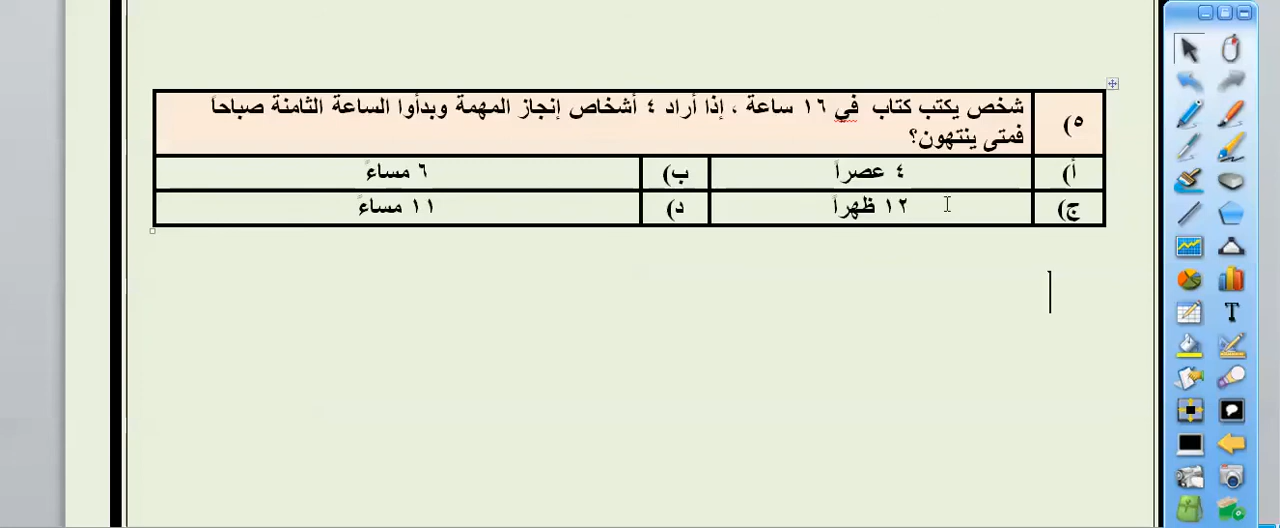 ٥) شخص يكتب كتاب في ١٦ ساعة ، إذا أراد ٤ أشخاص إنجاز المهمة وبدأوا الساعة الثامنة صباحاً
فمتى ينتهون؟
أ) ٤ عصراً ب) ٦ مساءً
ج) ١٢ ظهراً د) ١١ مساءً